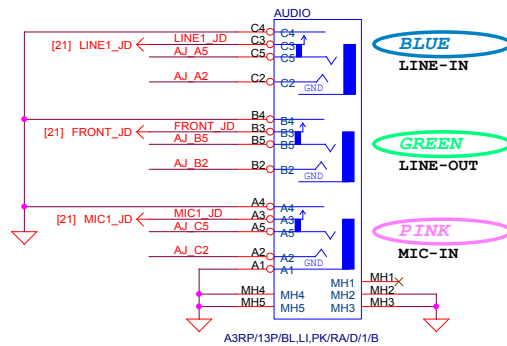 AUDIO
C4 C4
[21] LINE1_JD LINE1_JD C3 C3
AJ_A5 C5 C5
AJ_A2 C2 C2
GND
BLUE
LINE-IN
B4 B4
[21] FRONT_JD FRONT_JD B3 B3
AJ_B5 B5 B5
AJ_B2 B2 B2
GND
GREEN
LINE-OUT
A4 A4
[21] MIC1_JD MIC1_JD A3 A3
AJ_C5 A5 A5
AJ_C2 A2 A2
GND
A1 A1
PINK
MIC-IN
MH1 MH1
MH4 MH4 MH2 MH2
MH5 MH5 MH3 MH3
A3RP/13P/BL,LI,PK/RA/D/1/B